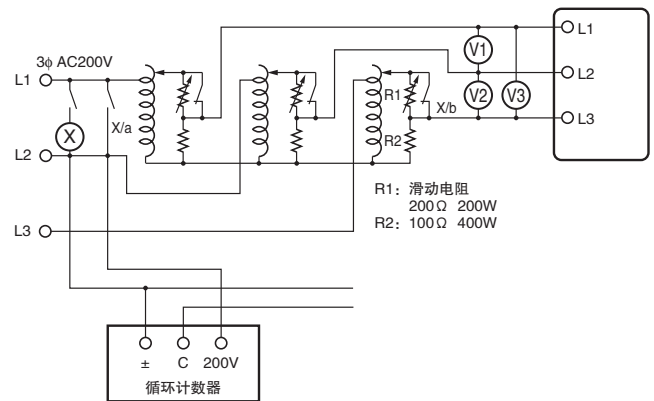 3ϕ AC200V
L1
L2
L3
X
X/a
R1
R2
X/b
V1
V2
V3
L1
L2
L3
R1：滑动电阻
200Ω 200W
R2：100Ω 400W
± C 200V
循环计数器